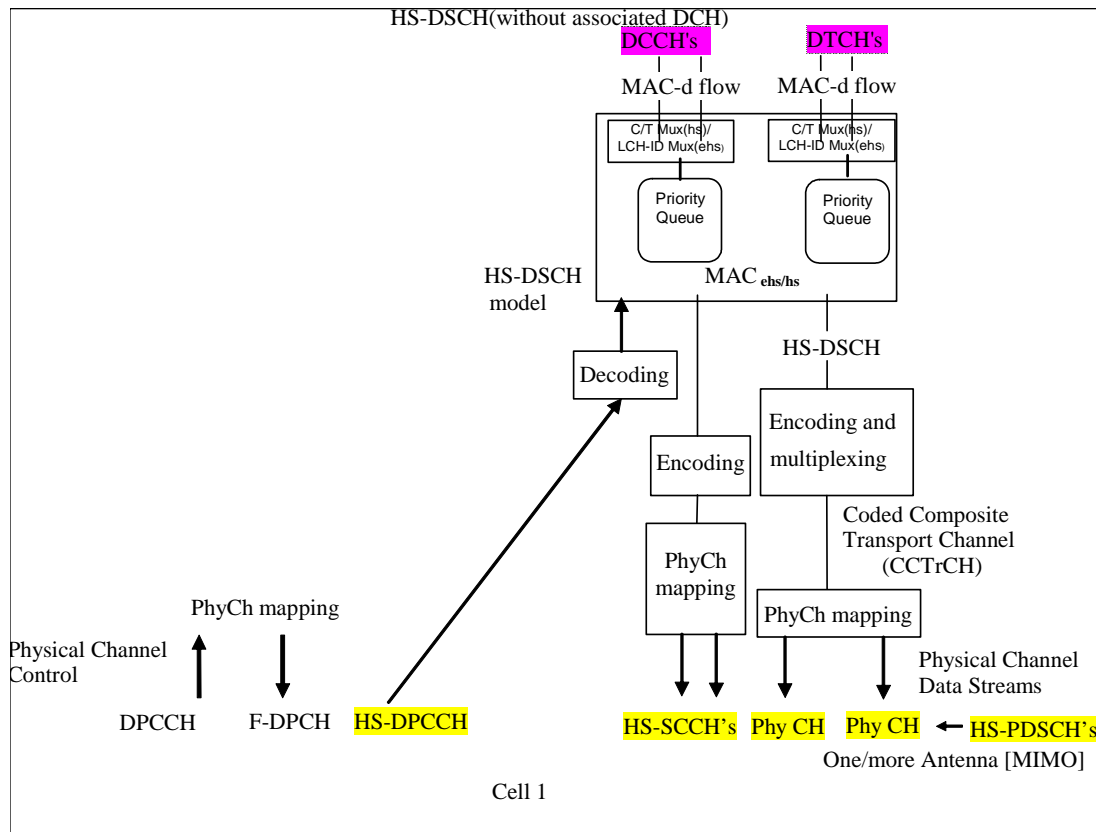 HS-DSCH(without associated DCH)
DCCH's
DTCH's
MAC-d flow
MAC-d flow
C/T Mux(hs)/
LCH-ID Mux(ehs)
C/T Mux(hs)/
LCH-ID Mux(ehs)
Priority
Queue
Priority
Queue
HS-DSCH
model
MAC ehs/hs
HS-DSCH
Decoding
Encoding and
multiplexing
Encoding
Coded Composite
Transport Channel
(CCTrCH)
PhyCh
mapping
PhyCh mapping
PhyCh mapping
Physical Channel
Control
Physical Channel
Data Streams
DPCCH
F-DPCH
HS-DPCCH
HS-SCCH’s
Phy CH
Phy CH
HS-PDSCH’s
One/more Antenna [MIMO]
Cell 1